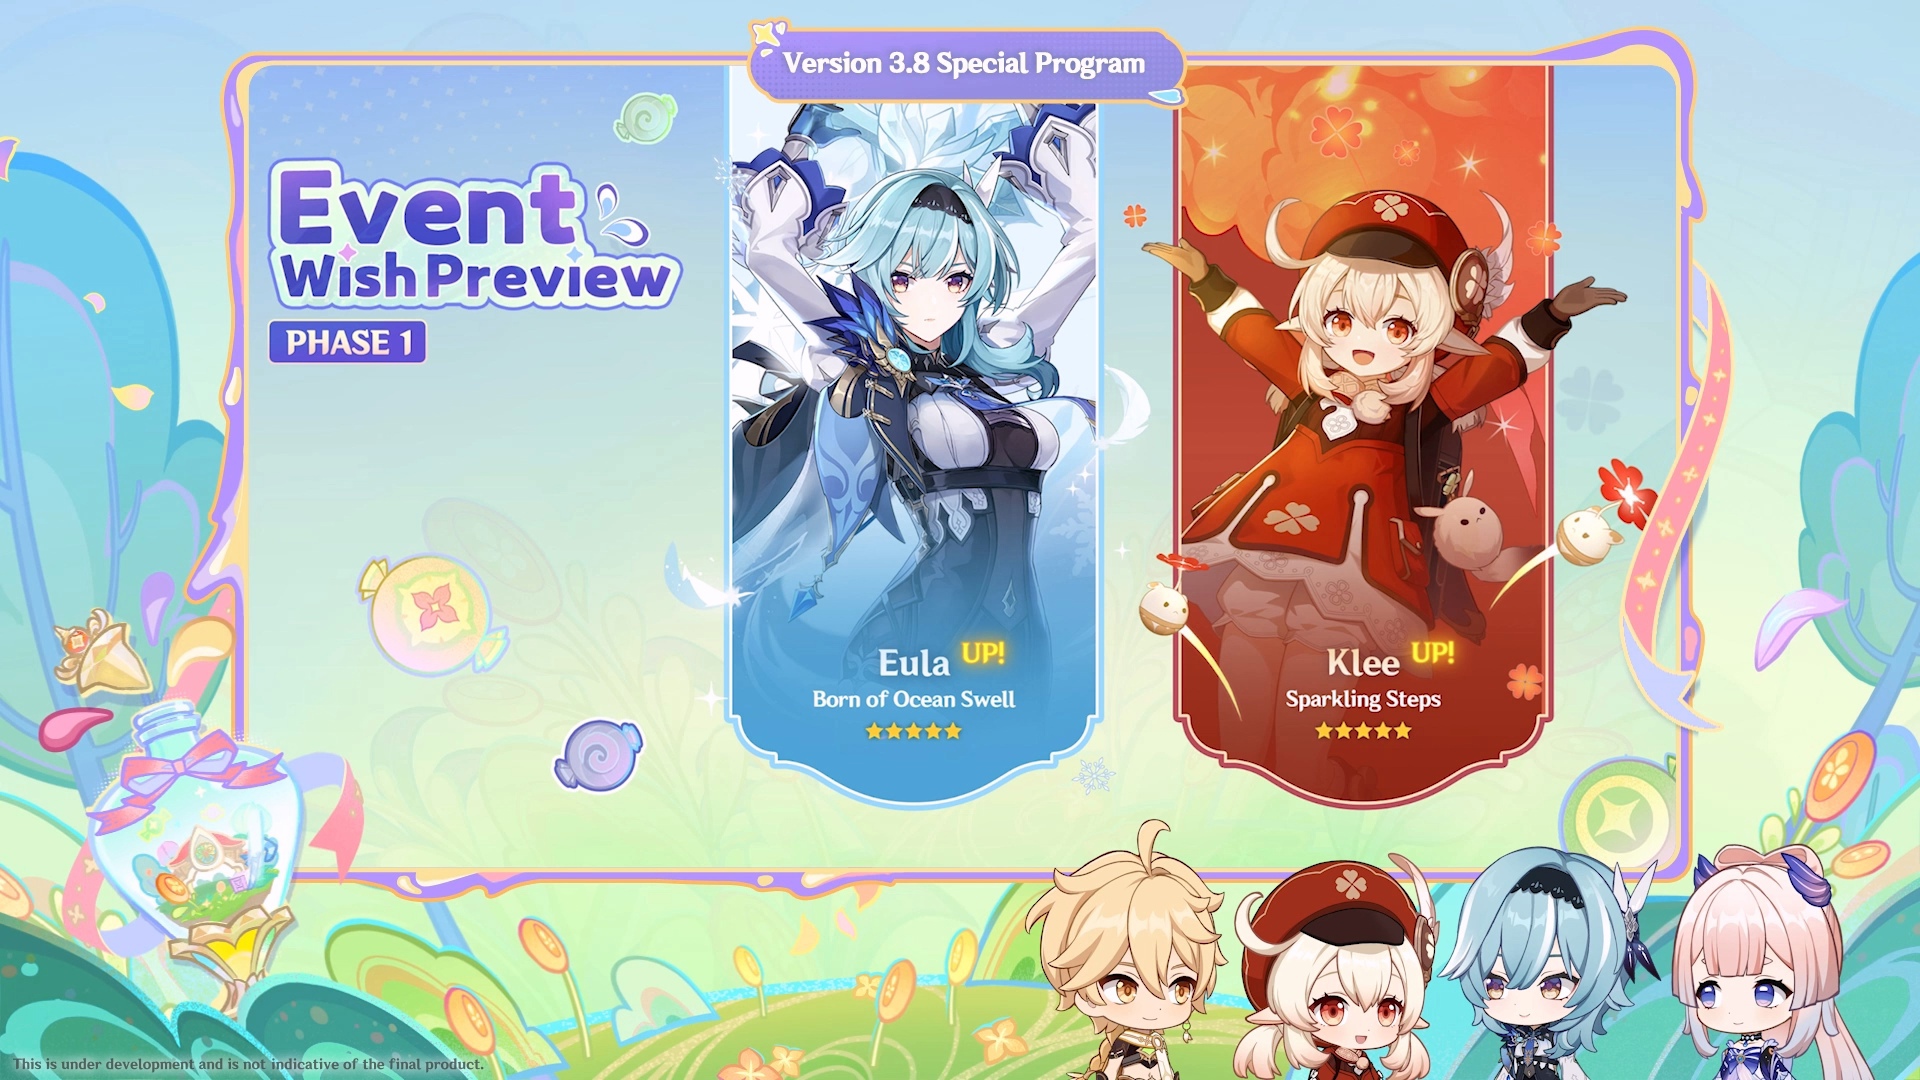 Version 3.8 Special Program
Event
Wish Preview
PHASE 1
Eula UP!
Born of Ocean Swell
Klee UP!
Sparkling Steps
This is under development and is not indicative of the final product.